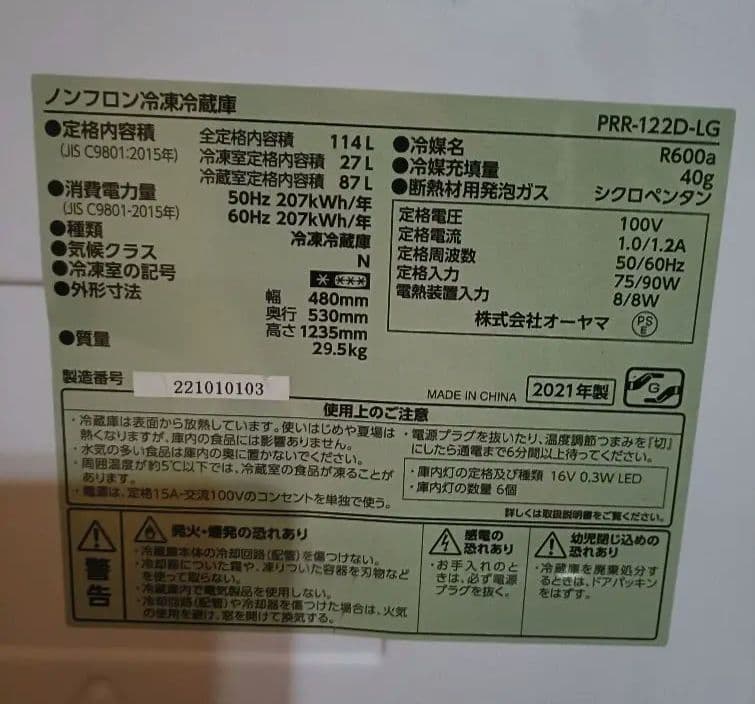 ノンフロン冷凍冷蔵庫
PRR-122D-LG
●定格内容積
(JIS C9801:2015年)
全定格内容積 114L
冷凍室定格内容積 27L
冷蔵室定格内容積 87L
●消費電力量
(JIS C9801-2015年)
50Hz 207kWh/年
60Hz 207kWh/年
●種類 冷凍冷蔵庫
●気候クラス N
●冷凍室の記号
●外形寸法
幅 480mm
奥行 530mm
高さ 1235mm
●質量 29.5kg
●冷媒名 R600a
●冷媒充填量 40g
●断熱材用発泡ガス シクロペンタン
定格電圧 100V
定格電流 1.0/1.2A
定格周波数 50/60Hz
定格入力 75/90W
電熱装置入力 8/8W
株式会社オーヤマ
PS
E
製造番号 221010103
MADE IN CHINA
2021年製
G
使用上のご注意
・冷蔵庫は表面から放熱しています。使いはじめや夏場は
熱くなりますが、庫内の食品には影響ありません。
・水気の多い食品は庫内の奥に置かないでください。
・周囲温度が約5℃以下では、冷蔵室の食品が凍ることが
あります。
・電源は、定格15A-交流100Vのコンセントを単独で使う。
・電源プラグを抜いたり、温度調節つまみを『切』
にしたら通電まで6分間以上待ってください。
・庫内灯の定格及び種類 16V 0.3W LED
・庫内灯の数量 6個
詳しくは取扱説明書をご覧ください。
警告
発火・爆発の恐れあり
・冷蔵庫本体の冷却回路(配管)を傷つけない。
・冷却器についた霜や、凍りついた容器を刃物など
を使って取らない。
・冷蔵庫内で電気製品を使用しない。
・冷却回路(配管)や冷却器を傷つけた場合は、火気
の使用を避け、窓を開けて換気する。
感電の
恐れあり
・お手入れのと
きは、必ず電源
プラグを抜く。
幼児閉じ込めの
恐れあり
・冷蔵庫を廃棄処分す
るときは、ドアパッキン
をはずす。